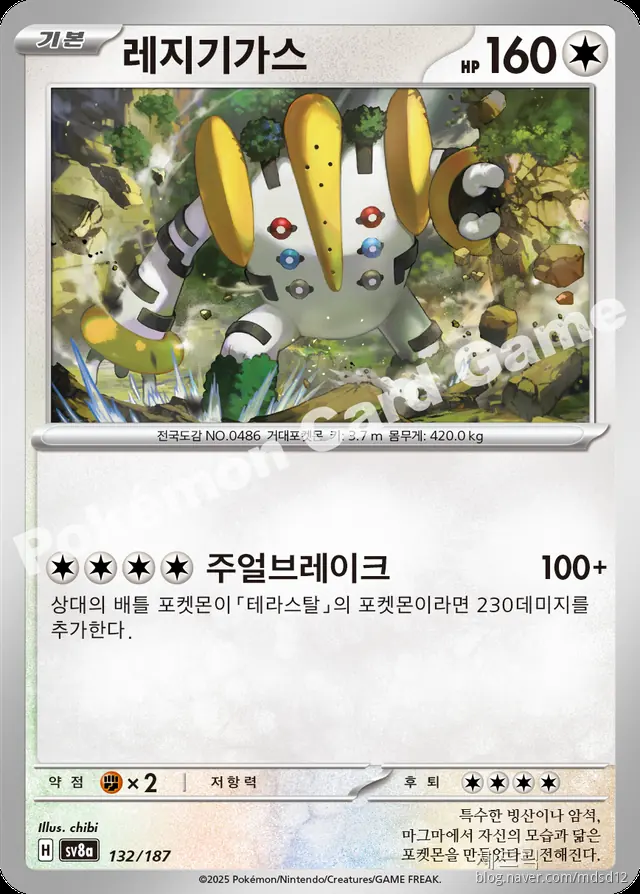 기본
레지기가스
HP 160
전국도감 NO.0486 거대포켓몬 키: 3.7 m 몸무게: 420.0 kg
Pokémon Card Game
주얼브레이크 100+
상대의 배틀 포켓몬이 「테라스탈」의 포켓몬이라면 230데미지를
추가한다.
약점 ×2 저항력 후퇴
Illus. chibi
H sv8a 132/187
특수한 빙산이나 암석,
마그마에서 자신의 모습과 닮은
포켓몬을 만들었다고 전해진다.
blog.naver.com/mdsd12
©2025 Pokémon/Nintendo/Creatures/GAME FREAK.